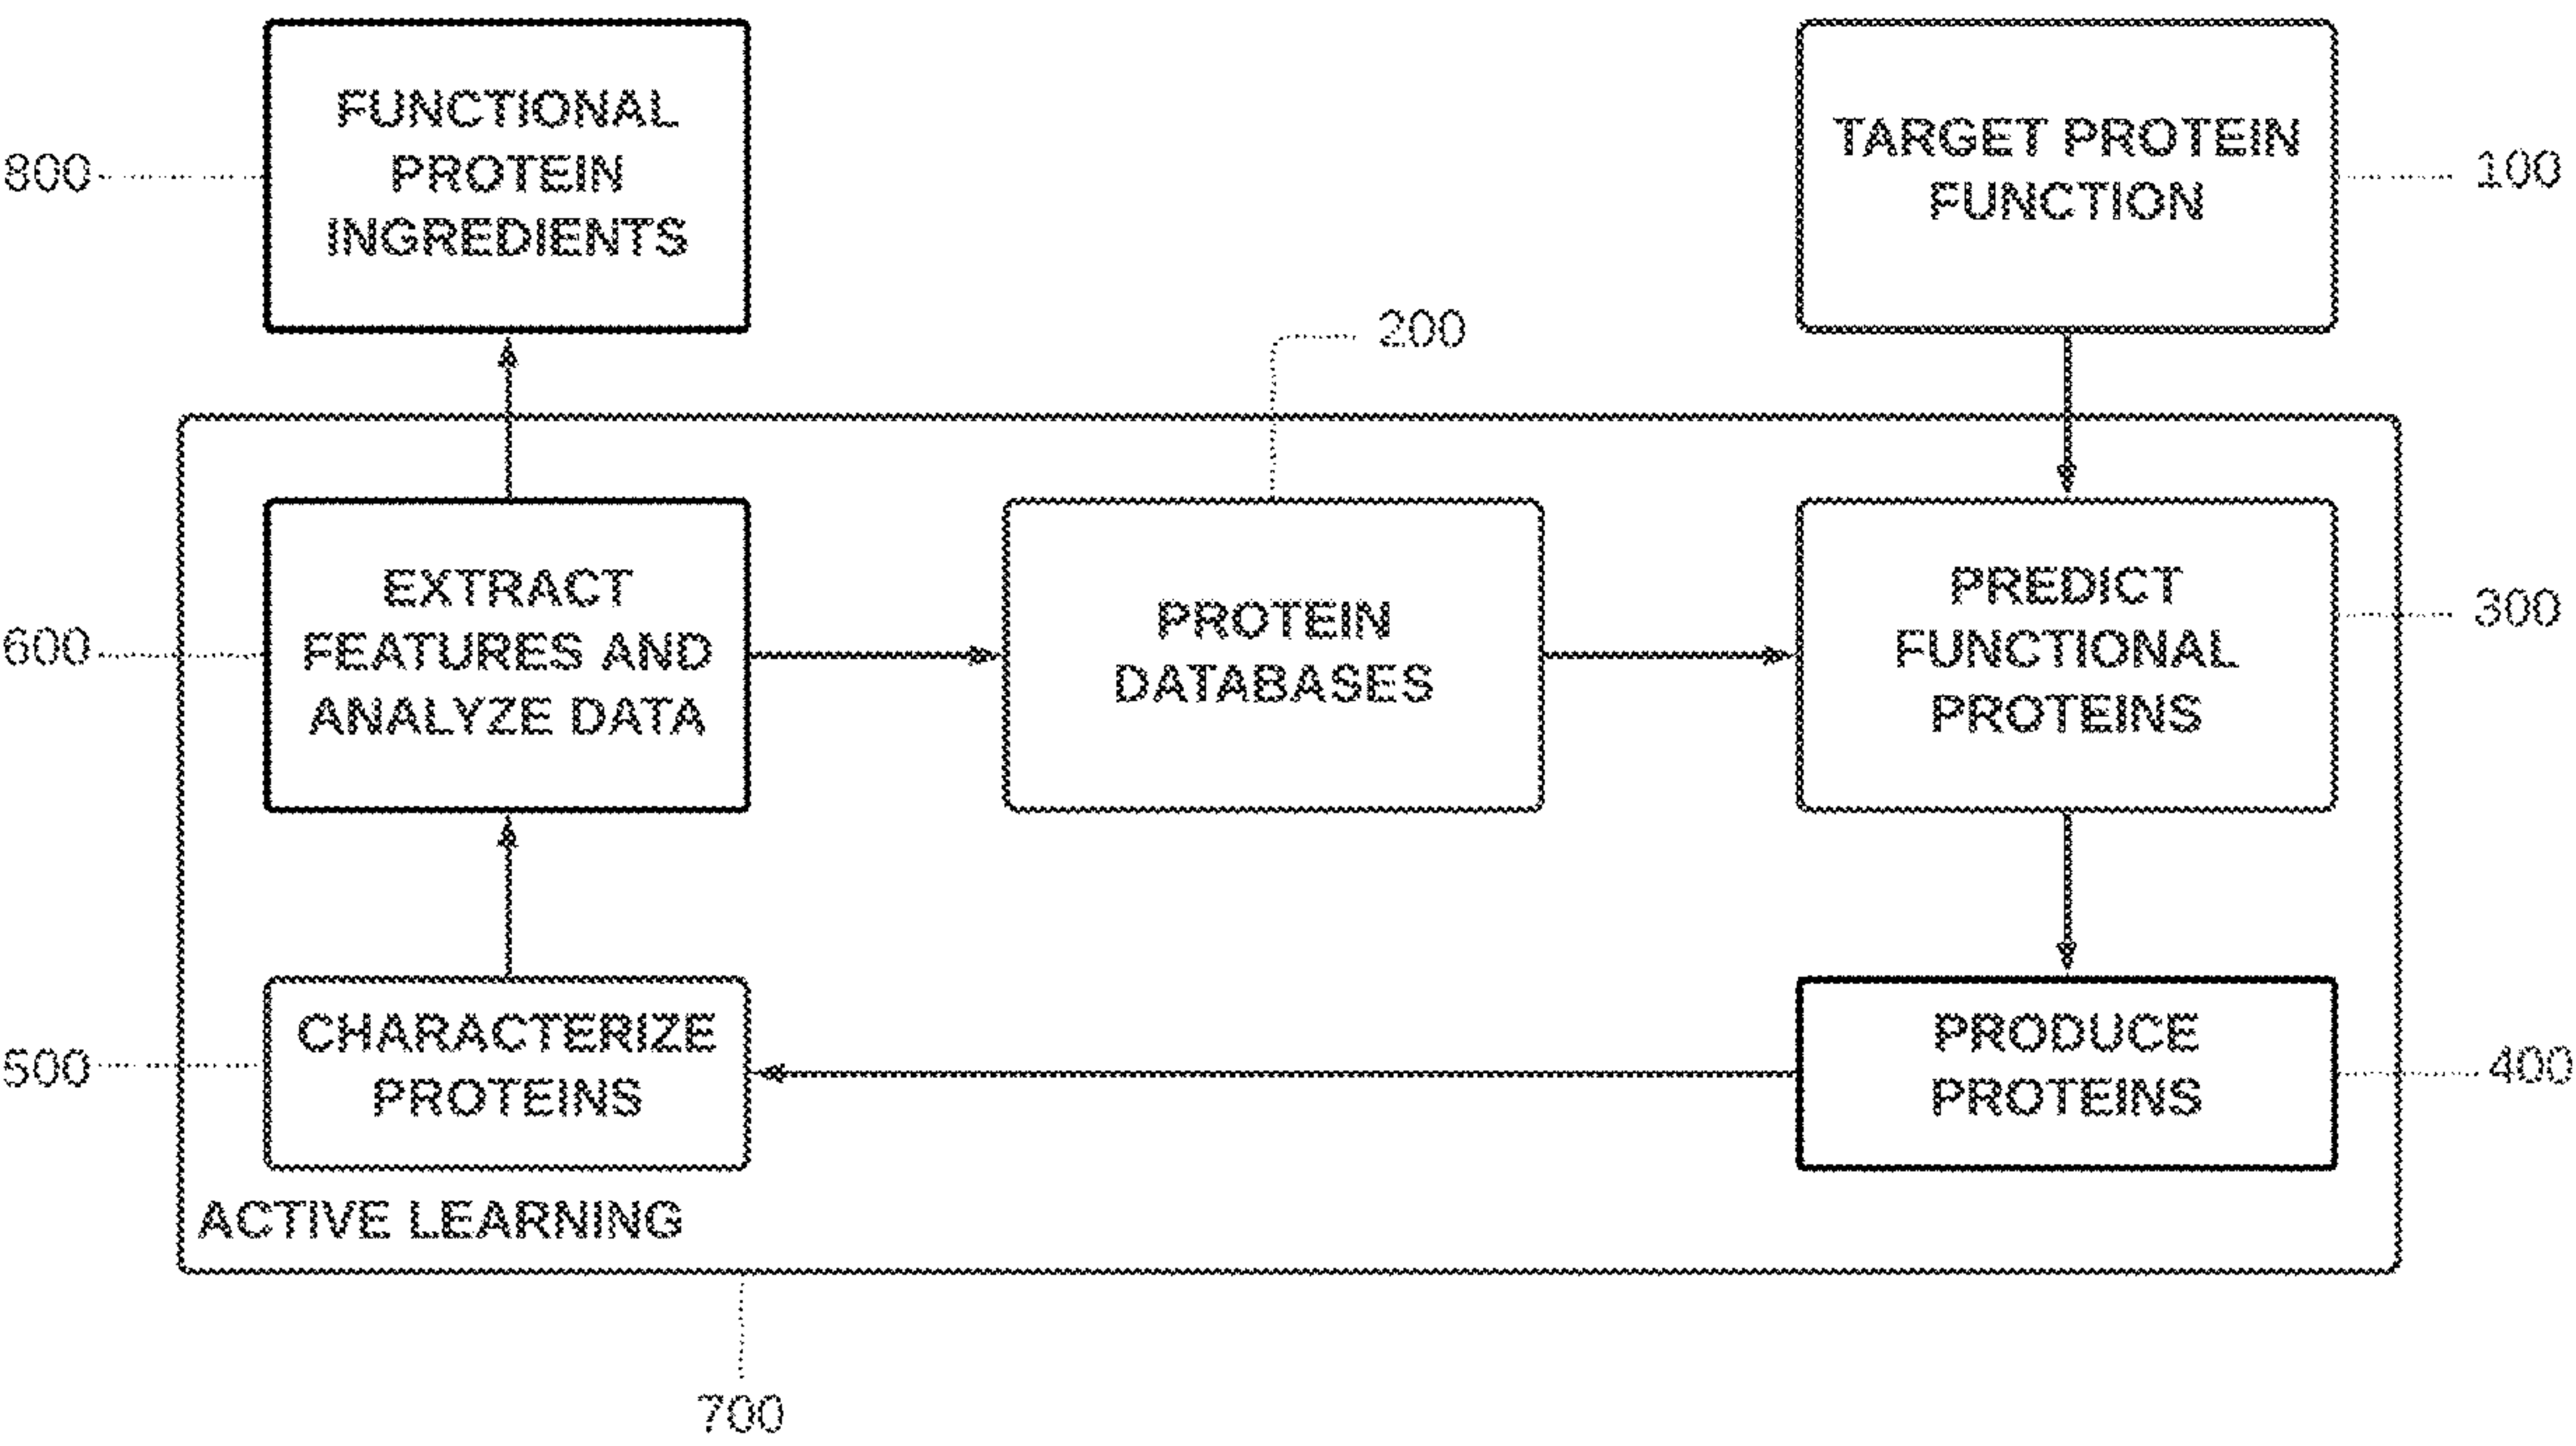 FUNCTIONAL
PROTEIN
INGREDIENTS
800
TARGET PROTEIN
FUNCTION
100
200
EXTRACT
FEATURES AND
ANALYZE DATA
600
PROTEIN
DATABASES
PREDICT
FUNCTIONAL
PROTEINS
300
CHARACTERIZE
PROTEINS
500
PRODUCE
PROTEINS
400
ACTIVE LEARNING
700